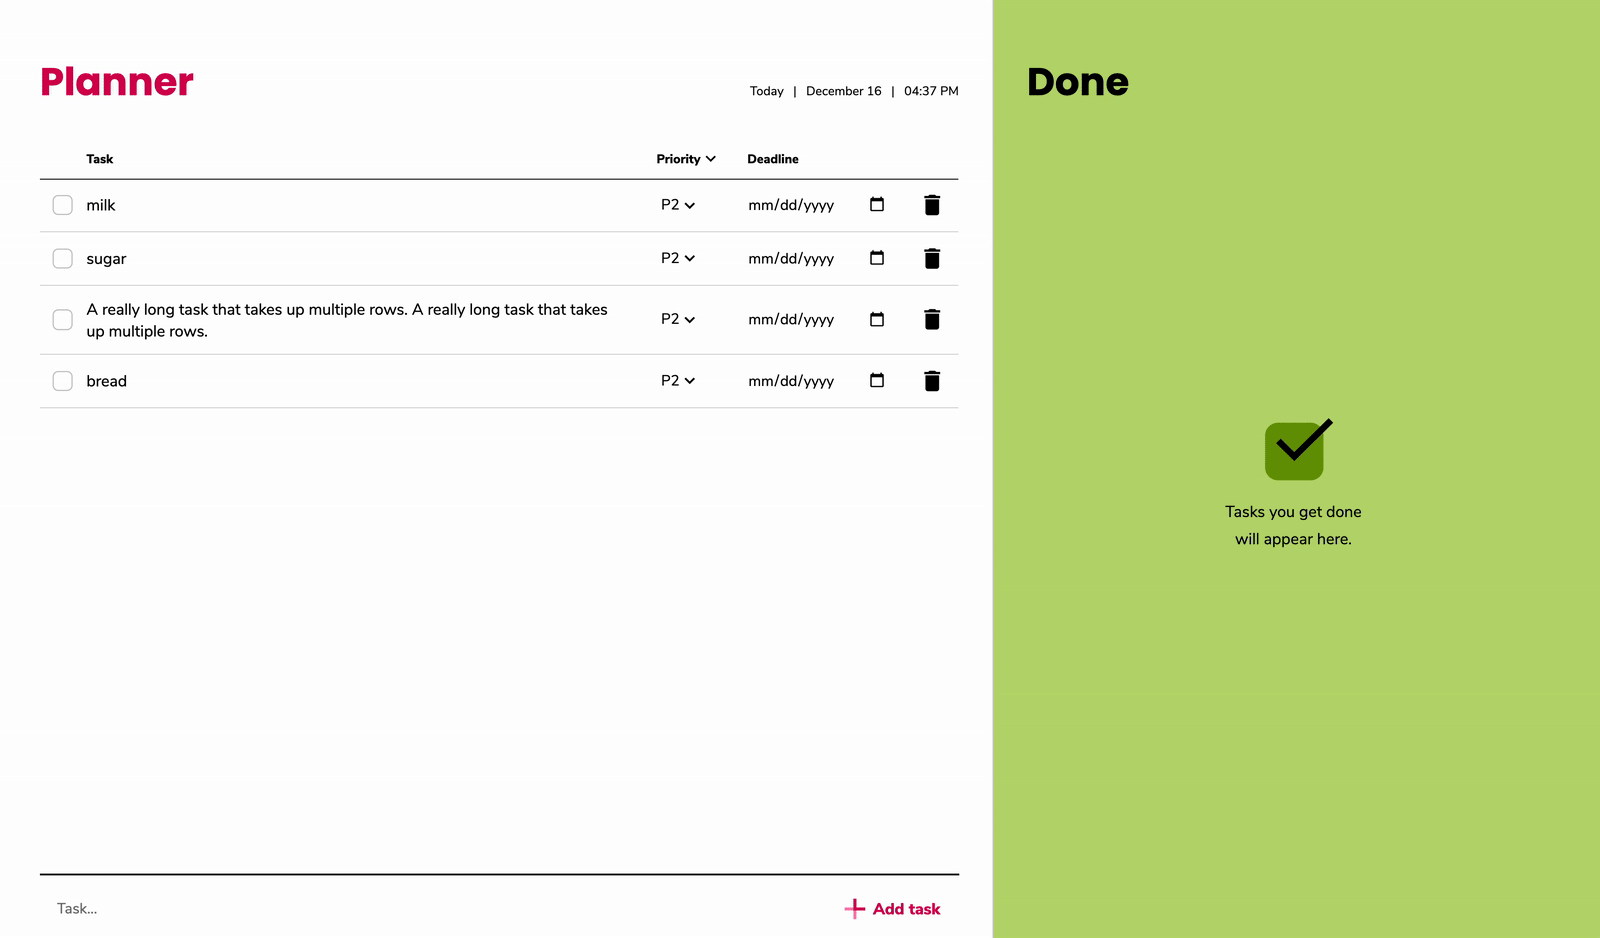 Planner
Today | December 16 | 04:37 PM
Task Priority Deadline
milk P2 mm/dd/yyyy
sugar P2 mm/dd/yyyy
A really long task that takes up multiple rows. A really long task that takes
up multiple rows. P2 mm/dd/yyyy
bread P2 mm/dd/yyyy
Task...
Add task
Done
Tasks you get done
will appear here.